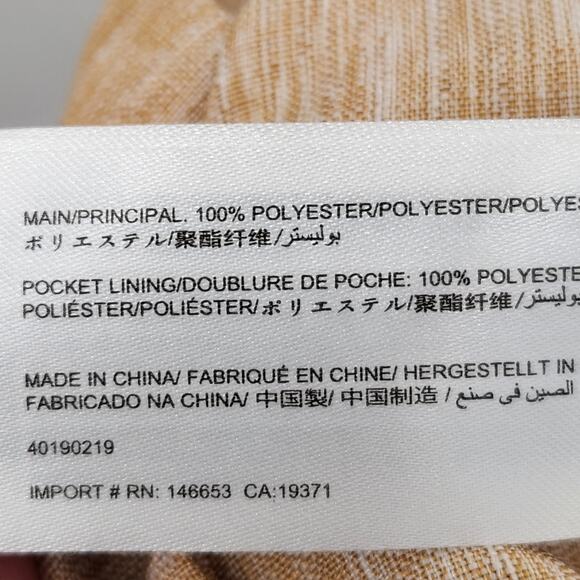 MAIN/PRINCIPAL. 100% POLYESTER/POLYESTER/POLYES
ポリエステル/聚酯纤维/بوليستر
POCKET LINING/DOUBLURE DE POCHE: 100% POLYESTE
POLIÉSTER/POLIÉSTER/ポリエステル/聚酯纤维/بوليستر
MADE IN CHINA/ FABRIQUÉ EN CHINE/ HERGESTELLT IN
FABRICADO NA CHINA/ 中国製/ 中国制造 / الصين في صنع
40190219
IMPORT # RN: 146653 CA:19371